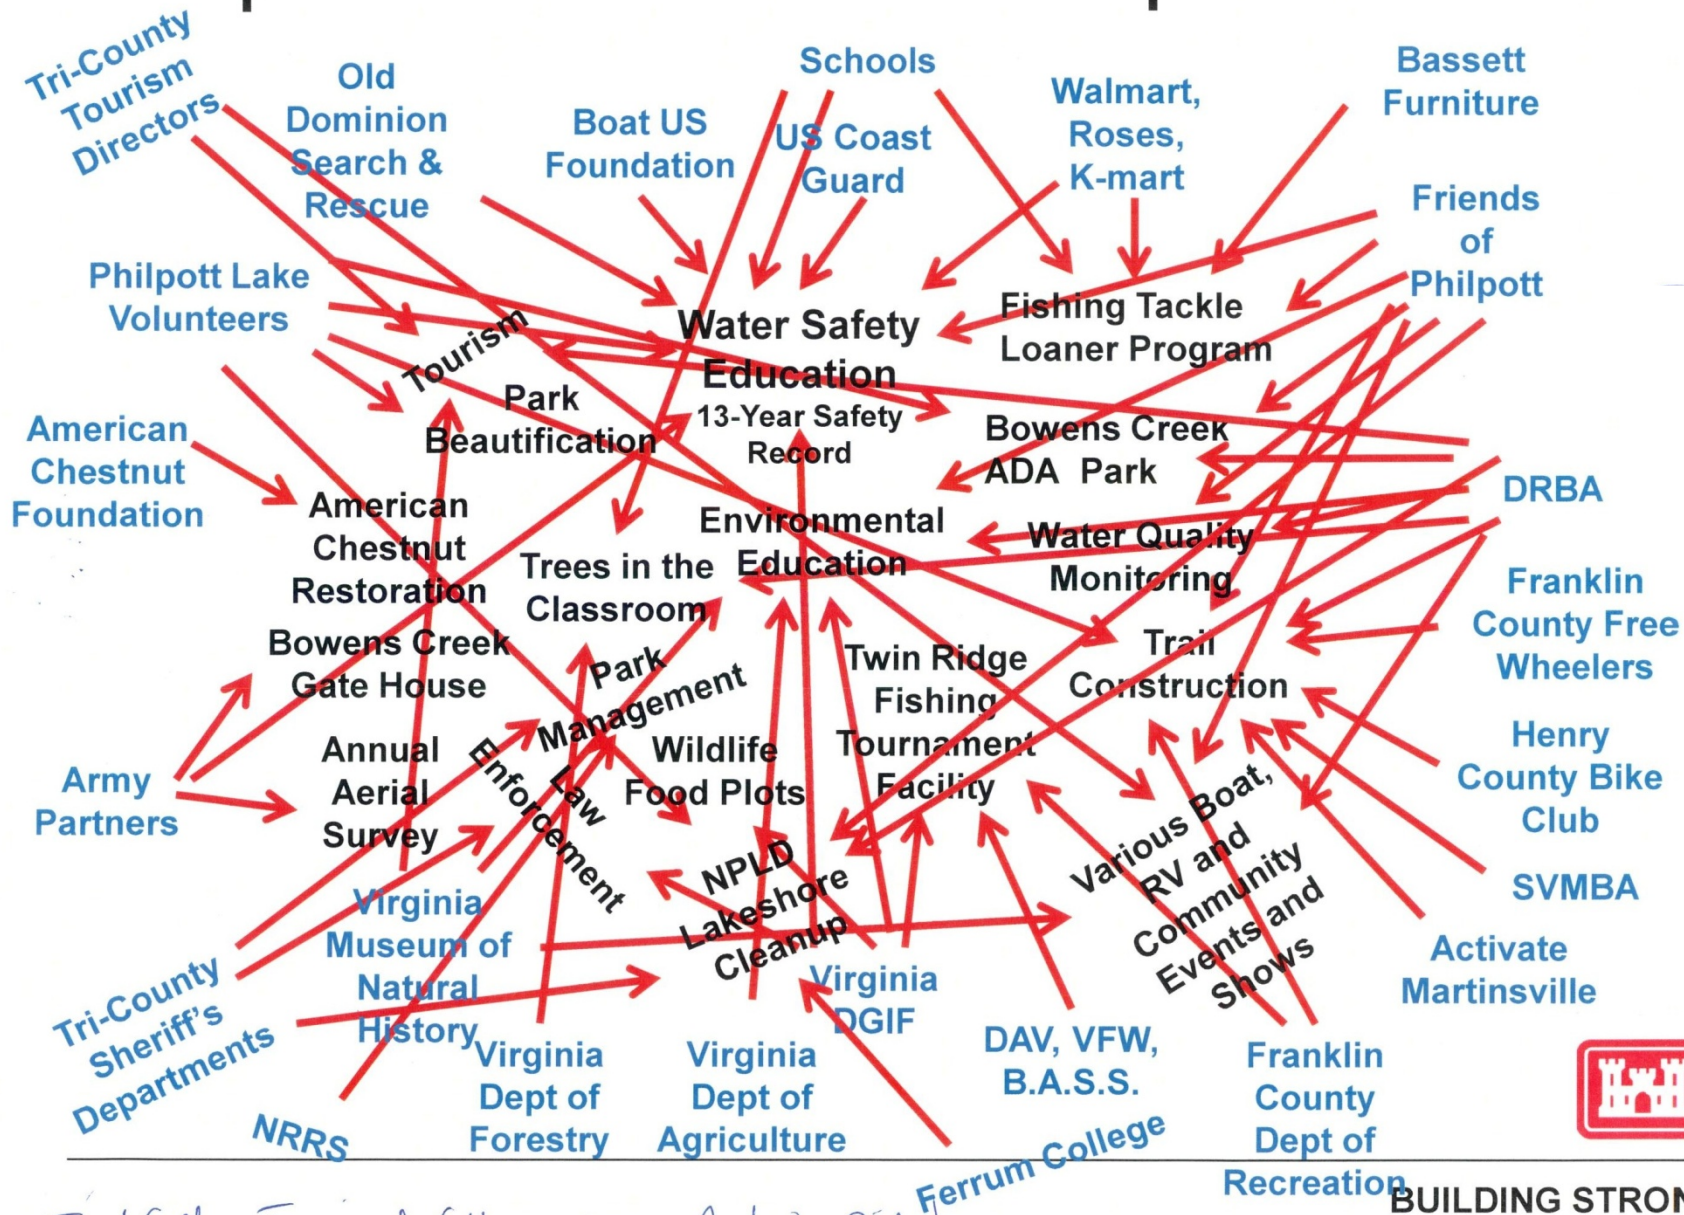 Tri-County
Tourism
Directors
Old
Dominion
Search &
Rescue
Boat US
Foundation
Schools
US Coast
Guard
Walmart,
Roses,
K-mart
Bassett
Furniture
Friends
of
Philpott
Philpott Lake
Volunteers
Tourism
Water Safety
Education
13-Year Safety
Record
Fishing Tackle
Loaner Program
Park
Beautification
Bowens Creek
ADA Park
American
Chestnut
Foundation
American
Chestnut
Restoration
Trees in the
Classroom
Environmental
Education
Water Quality
Monitoring
DRBA
Franklin
County Free
Wheelers
Bowens Creek
Gate House
Park
Management
Twin Ridge
Fishing
Tournament
Facility
Trail
Construction
Army
Partners
Annual
Aerial
Survey
Law
Enforcement
Wildlife
Food Plots
Henry
County Bike
Club
Various Boat,
RV and
Community
Events and
Shows
NPLD
Lakeshore
Cleanup
SVMBA
Activate
Martinsville
Virginia
Museum of
Natural
History
Virginia
DGIF
Tri-County
Sheriff's
Departments
NRRS
Virginia
Dept of
Forestry
Virginia
Dept of
Agriculture
DAV, VFW,
B.A.S.S.
Ferrum College
Franklin
County
Dept of
Recreation
BUILDING STRON